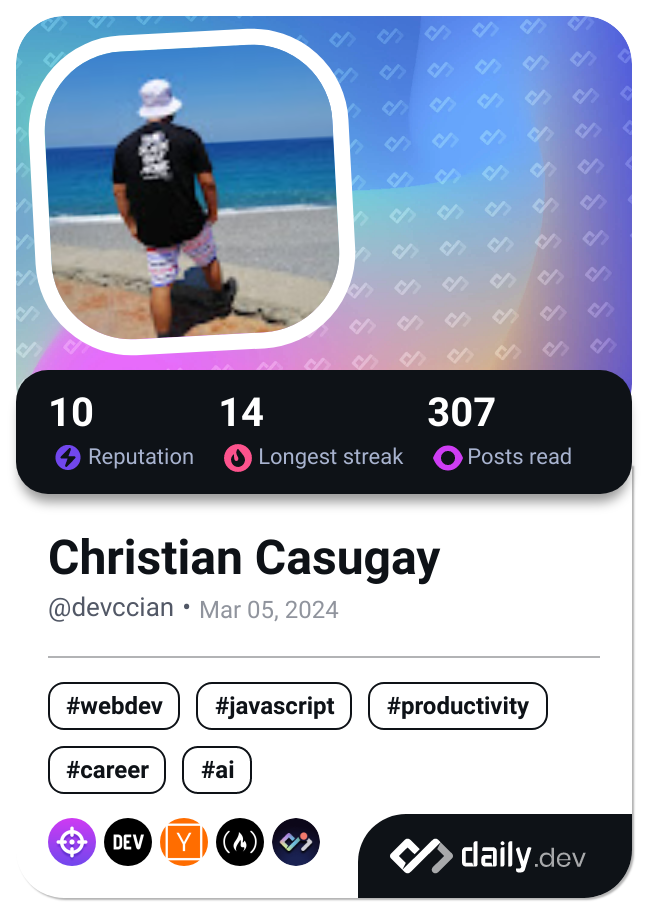 10 14 307
Reputation Longest streak Posts read
Christian Casugay
@devccian • Mar 05, 2024
#webdev #javascript #productivity
#career #ai
DEV Y
daily.dev